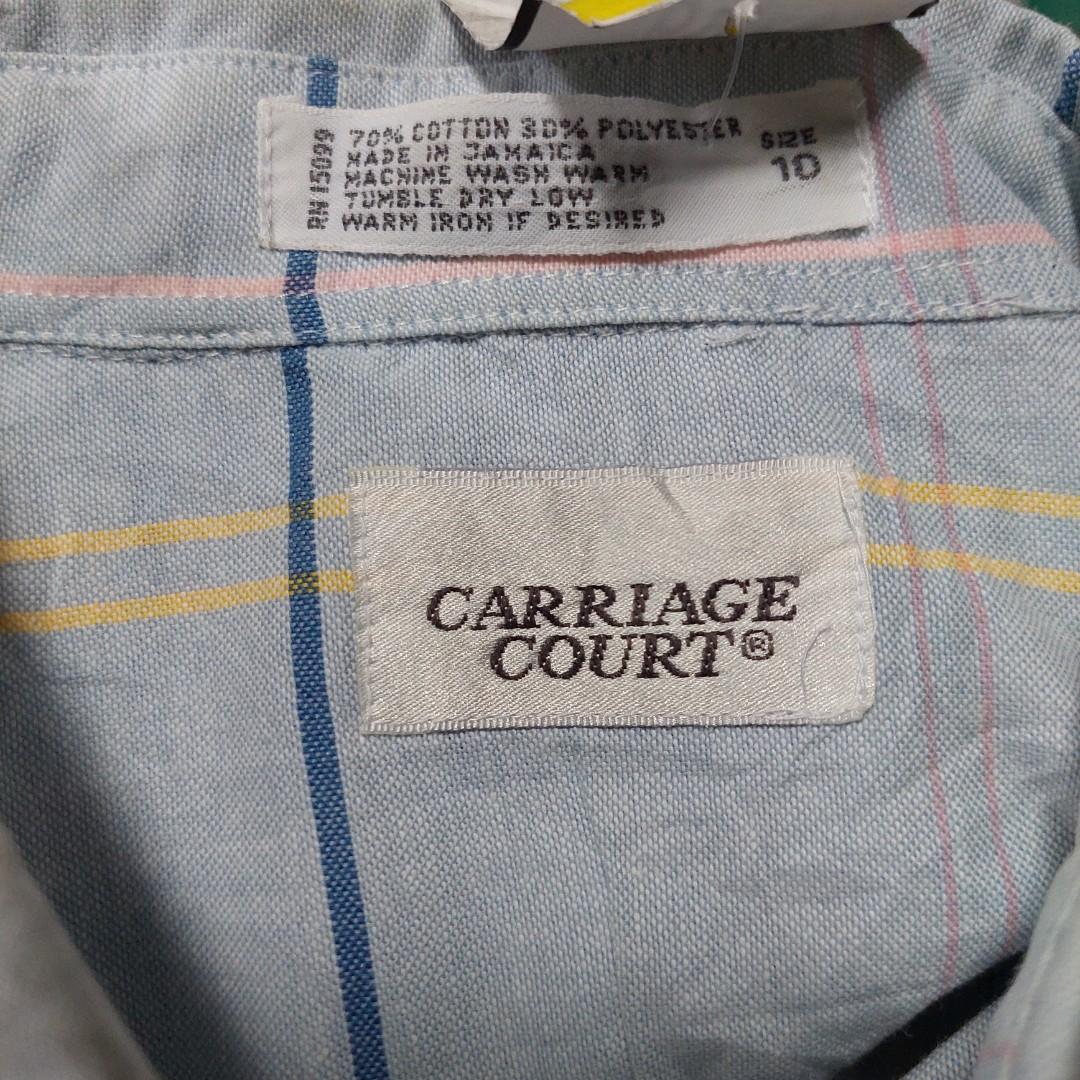 RN 15099
70% COTTON 30% POLYESTER
MADE IN JAMAICA
MACHINE WASH WARM
TUMBLE DRY LOW
WARM IRON IF DESIRED
SIZE
10
CARRIAGE
COURT®